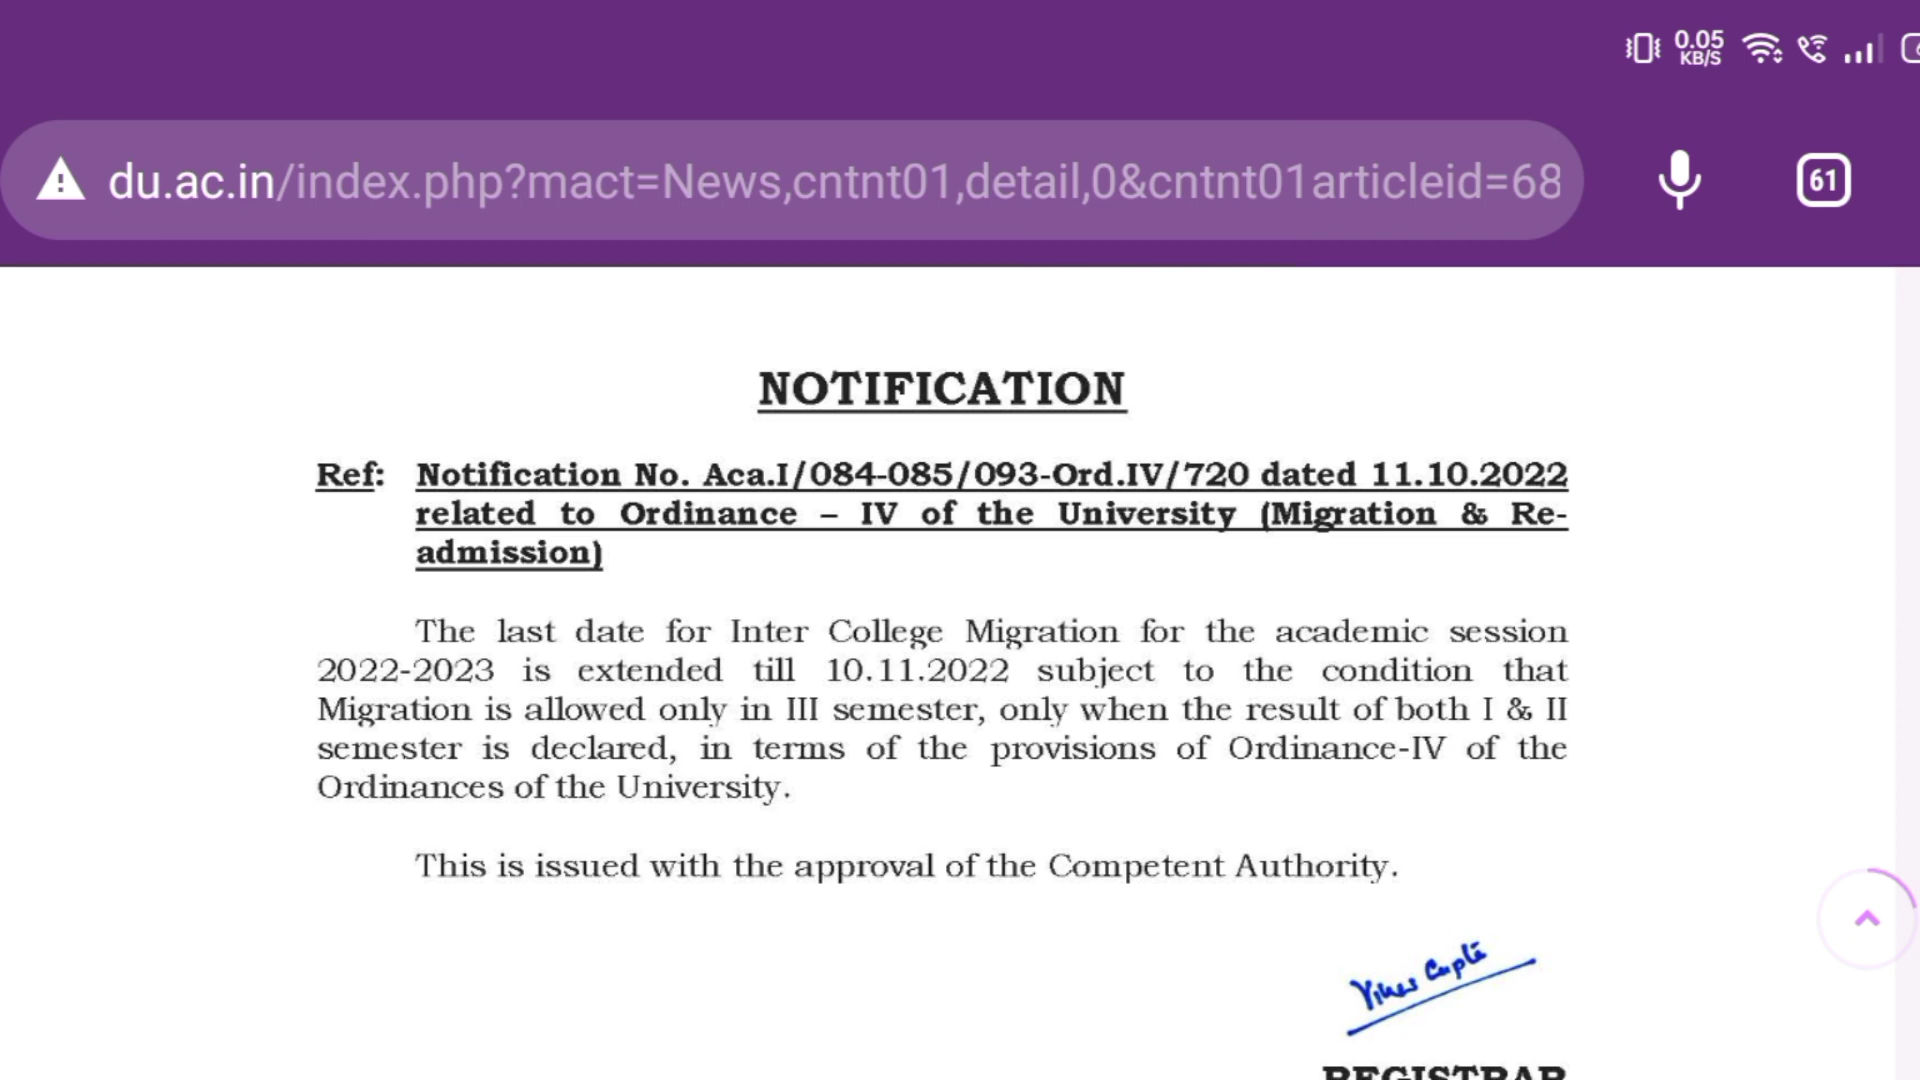 0.05
KB/S
du.ac.in/index.php?mact=News,cntnt01,detail,0&cntnt01articleid=68
61
NOTIFICATION
Ref: Notification No. Aca.I/084-085/093-Ord.IV/720 dated 11.10.2022
related to Ordinance – IV of the University (Migration & Re-
admission)
The last date for Inter College Migration for the academic session
2022-2023 is extended till 10.11.2022 subject to the condition that
Migration is allowed only in III semester, only when the result of both I & II
semester is declared, in terms of the provisions of Ordinance-IV of the
Ordinances of the University.
This is issued with the approval of the Competent Authority.
Vikas Gupta
REGISTRAR